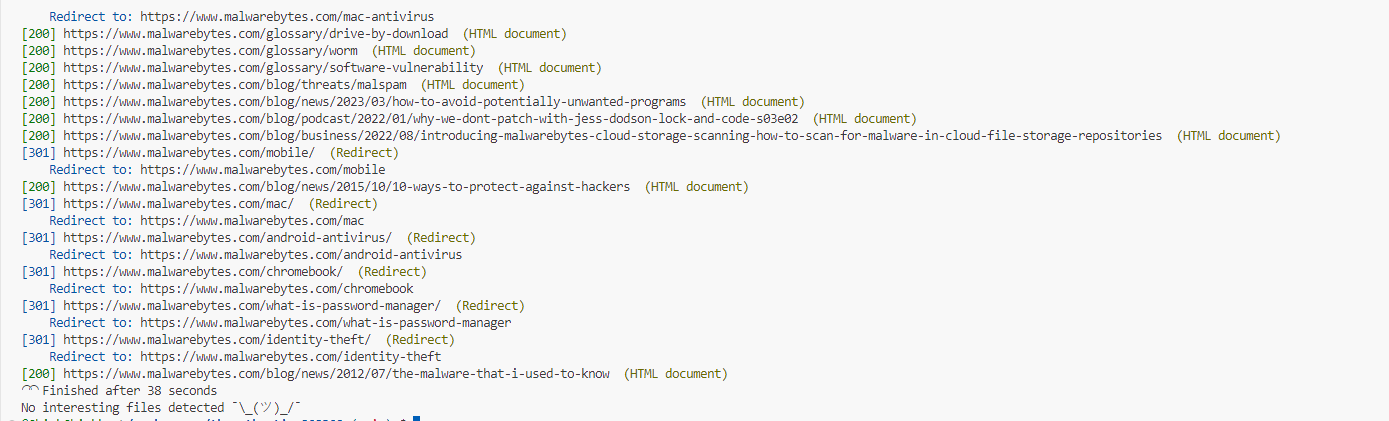 Redirect to: https://www.malwarebytes.com/mac-antivirus
[200] https://www.malwarebytes.com/glossary/drive-by-download (HTML document)
[200] https://www.malwarebytes.com/glossary/worm (HTML document)
[200] https://www.malwarebytes.com/glossary/software-vulnerability (HTML document)
[200] https://www.malwarebytes.com/blog/threats/malspam (HTML document)
[200] https://www.malwarebytes.com/blog/news/2023/03/how-to-avoid-potentially-unwanted-programs (HTML document)
[200] https://www.malwarebytes.com/blog/podcast/2022/01/why-we-dont-patch-with-jess-dodson-lock-and-code-s03e02 (HTML document)
[200] https://www.malwarebytes.com/blog/business/2022/08/introducing-malwarebytes-cloud-storage-scanning-how-to-scan-for-malware-in-cloud-file-storage-repositories (HTML document)
[301] https://www.malwarebytes.com/mobile/ (Redirect)
Redirect to: https://www.malwarebytes.com/mobile
[200] https://www.malwarebytes.com/blog/news/2015/10/10-ways-to-protect-against-hackers (HTML document)
[301] https://www.malwarebytes.com/mac/ (Redirect)
Redirect to: https://www.malwarebytes.com/mac
[301] https://www.malwarebytes.com/android-antivirus/ (Redirect)
Redirect to: https://www.malwarebytes.com/android-antivirus
[301] https://www.malwarebytes.com/chromebook/ (Redirect)
Redirect to: https://www.malwarebytes.com/chromebook
[301] https://www.malwarebytes.com/what-is-password-manager/ (Redirect)
Redirect to: https://www.malwarebytes.com/what-is-password-manager
[301] https://www.malwarebytes.com/identity-theft/ (Redirect)
Redirect to: https://www.malwarebytes.com/identity-theft
[200] https://www.malwarebytes.com/blog/news/2012/07/the-malware-that-i-used-to-know (HTML document)
◠◠ Finished after 38 seconds
No interesting files detected ¯\_(ツ)_/¯